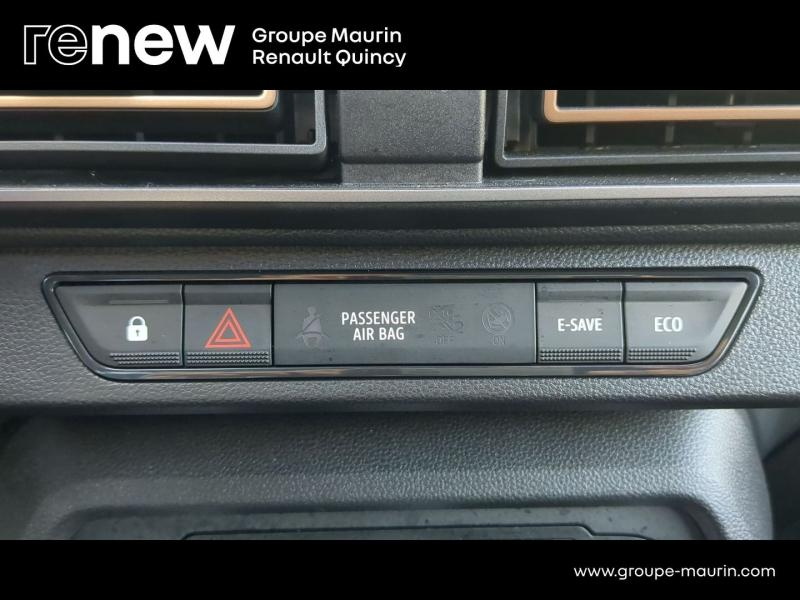 renew
Groupe Maurin
Renault Quincy
PASSENGER
AIR BAG
OFF
ON
E-SAVE
ECO
www.groupe-maurin.com